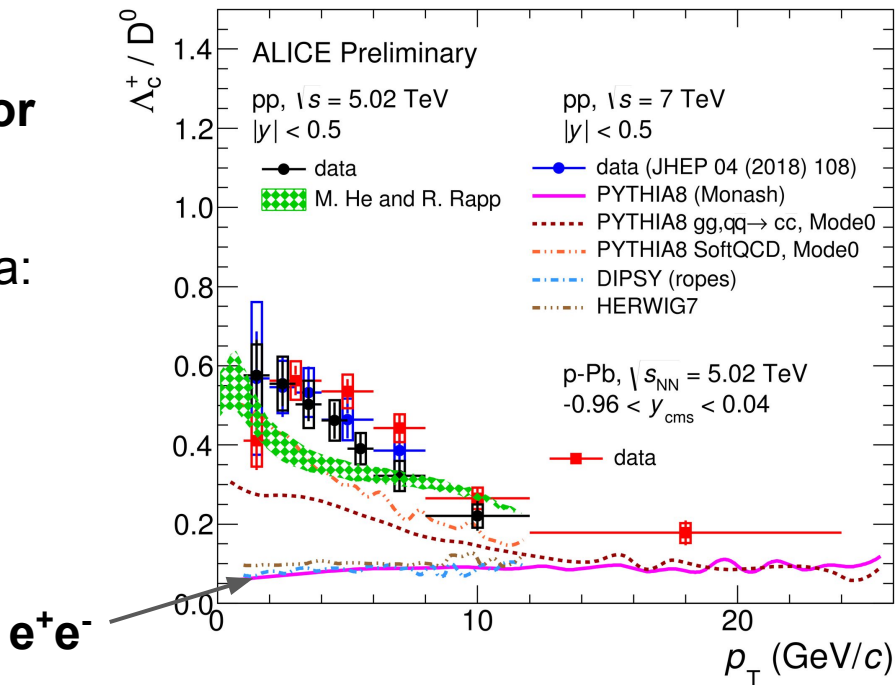 or
a:
e⁺e⁻
Λc⁺ / D⁰
ALICE Preliminary
pp, √s = 5.02 TeV
|y| < 0.5
data
M. He and R. Rapp
pp, √s = 7 TeV
|y| < 0.5
data (JHEP 04 (2018) 108)
PYTHIA8 (Monash)
PYTHIA8 gg,qq→ cc, Mode0
PYTHIA8 SoftQCD, Mode0
DIPSY (ropes)
HERWIG7
p-Pb, √sNN = 5.02 TeV
-0.96 < ycms < 0.04
data
1.4
1.2
1.0
0.8
0.6
0.4
0.2
0.0
0 10 20
pT (GeV/c)